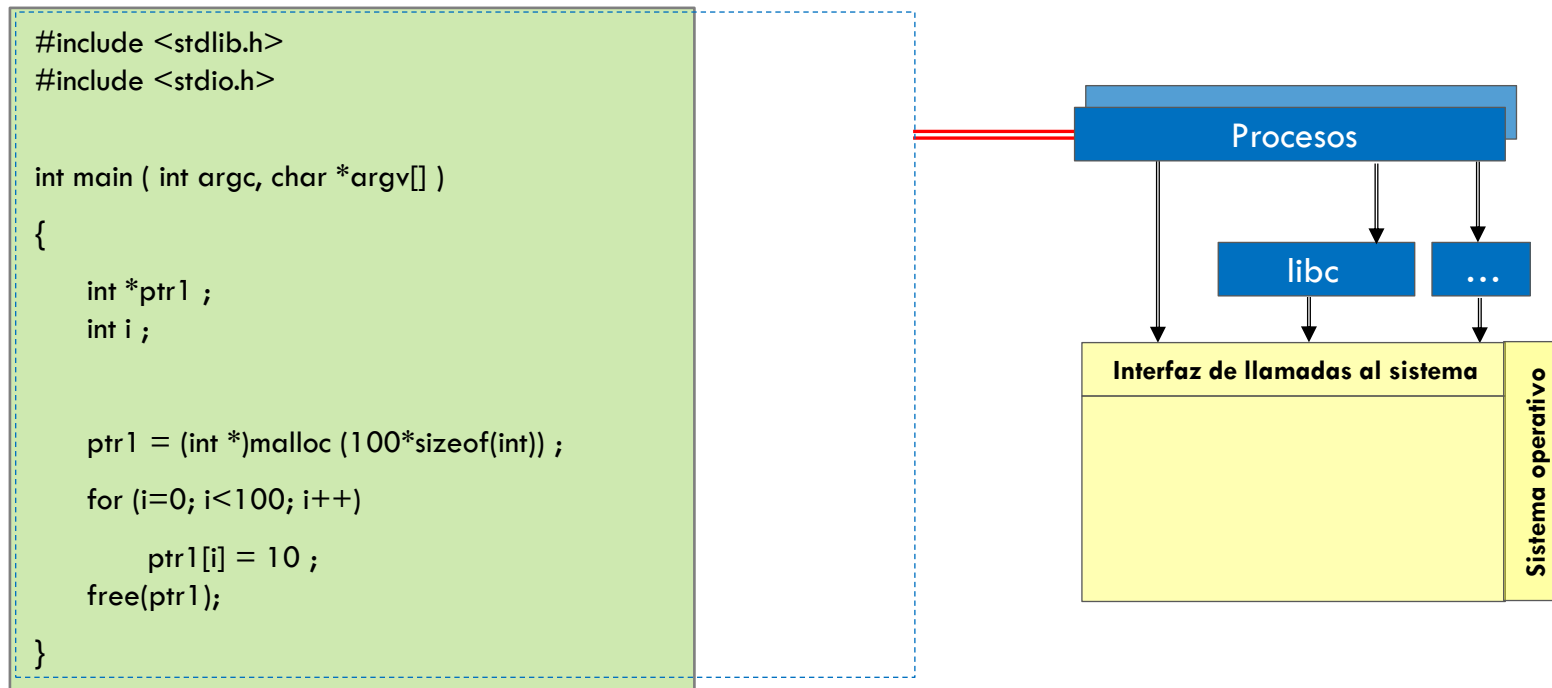 #include <stdlib.h>
#include <stdio.h>
int main ( int argc, char *argv[] )
{
int *ptr1 ;
int i ;
ptr1 = (int *)malloc (100*sizeof(int)) ;
for (i=0; i<100; i++)
ptr1[i] = 10 ;
free(ptr1);
}
Procesos
libc
...
Interfaz de llamadas al sistema
Sistema operativo